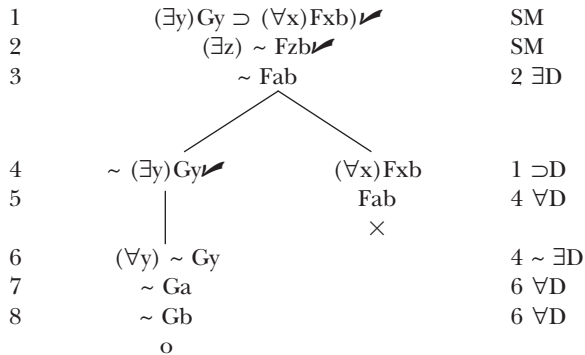 1 (∃y)Gy ⊃ (∀x)Fxb)✔ SM
2 (∃z) ~ Fzb✔ SM
3 ~ Fab 2 ∃D
4 ~ (∃y)Gy✔ (∀x)Fxb 1 ⊃D
5 Fab 4 ∀D
×
6 (∀y) ~ Gy 4 ~ ∃D
7 ~ Ga 6 ∀D
8 ~ Gb 6 ∀D
o